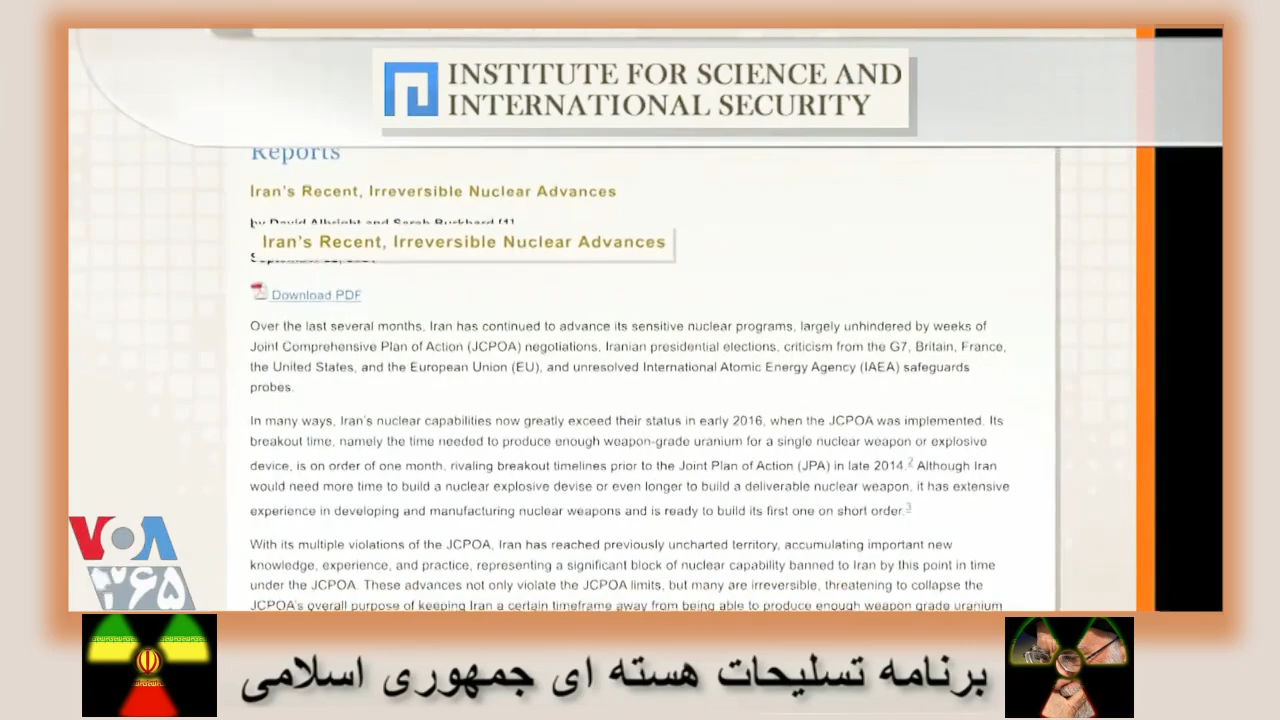 INSTITUTE FOR SCIENCE AND
INTERNATIONAL SECURITY
Reports
Iran's Recent, Irreversible Nuclear Advances
by David Albright and Sarah Burkhard [1]
Iran's Recent, Irreversible Nuclear Advances
Download PDF
Over the last several months, Iran has continued to advance its sensitive nuclear programs, largely unhindered by weeks of
Joint Comprehensive Plan of Action (JCPOA) negotiations, Iranian presidential elections, criticism from the G7, Britain, France,
the United States, and the European Union (EU), and unresolved International Atomic Energy Agency (IAEA) safeguards
probes.
In many ways, Iran's nuclear capabilities now greatly exceed their status in early 2016, when the JCPOA was implemented. Its
breakout time, namely the time needed to produce enough weapon-grade uranium for a single nuclear weapon or explosive
device, is on order of one month, rivaling breakout timelines prior to the Joint Plan of Action (JPA) in late 2014.2 Although Iran
would need more time to build a nuclear explosive devise or even longer to build a deliverable nuclear weapon, it has extensive
experience in developing and manufacturing nuclear weapons and is ready to build its first one on short order.3
With its multiple violations of the JCPOA, Iran has reached previously uncharted territory, accumulating important new
knowledge, experience, and practice, representing a significant block of nuclear capability banned to Iran by this point in time
under the JCPOA. These advances not only violate the JCPOA limits, but many are irreversible, threatening to collapse the
JCPOA's overall purpose of keeping Iran a certain timeframe away from being able to produce enough weapon grade uranium
VOA
۳۶۵
برنامه تسلیحات هسته ای جمهوری اسلامی